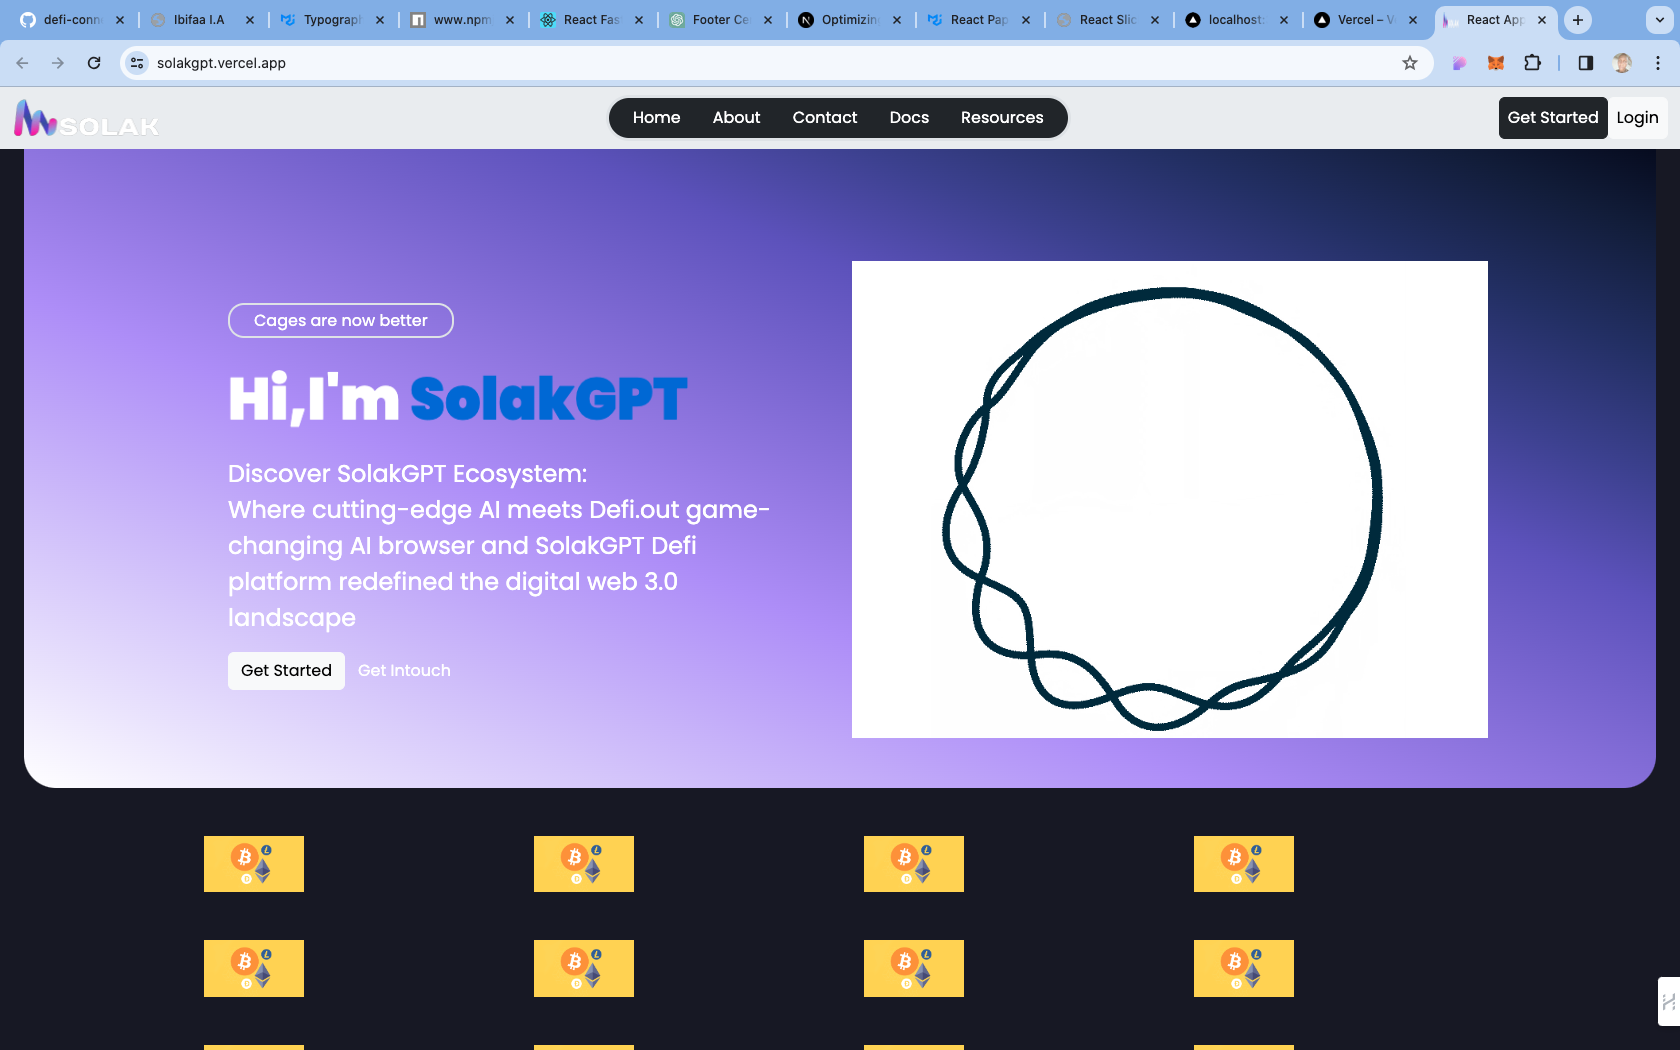 defi-conn
Ibifaa I.A
Typograp
www.npm
React Fas
Footer Ce
Optimizin
React Pap
React Slic
localhost:
Vercel – V
React App
solakgpt.vercel.app
SOLAK
Home
About
Contact
Docs
Resources
Get Started
Login
Cages are now better
Hi,I'm SolakGPT
Discover SolakGPT Ecosystem:
Where cutting-edge AI meets Defi.out game-
changing AI browser and SolakGPT Defi
platform redefined the digital web 3.0
landscape
Get Started
Get Intouch